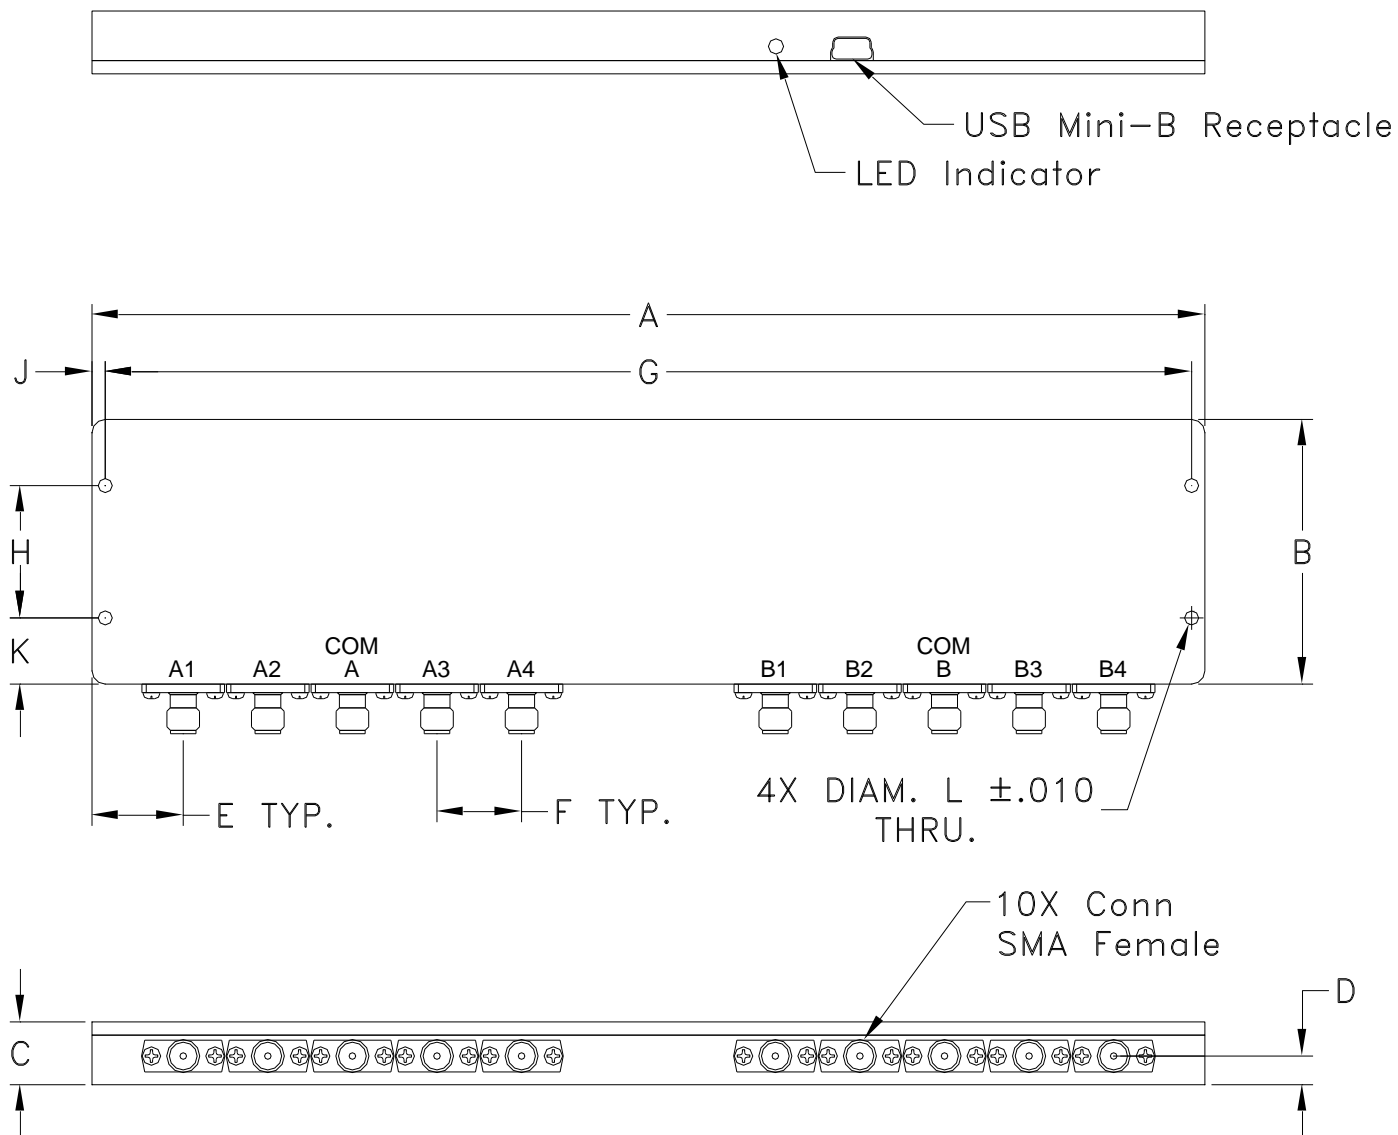 USB Mini-B Receptacle
LED Indicator
A
J
G
H
B
K
COM
COM
A1 A2 A A3 A4
B1 B2 B B3 B4
4X DIAM. L ±.010
THRU.
E TYP.
F TYP.
10X Conn
SMA Female
D
C